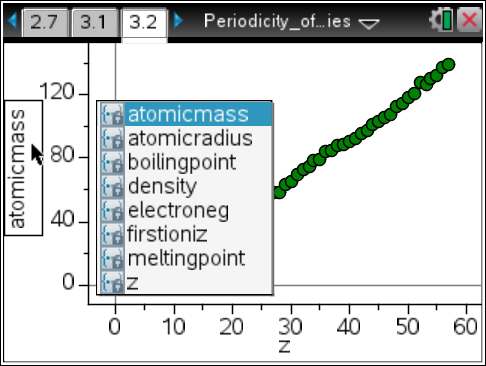 2.7 3.1 3.2 Periodicity_of...ies
120
80
40
0
atomicmass
atomicmass
atomicradius
boilingpoint
density
electroneg
firstioniz
meltingpoint
z
0 10 20 30 40 50 60
z